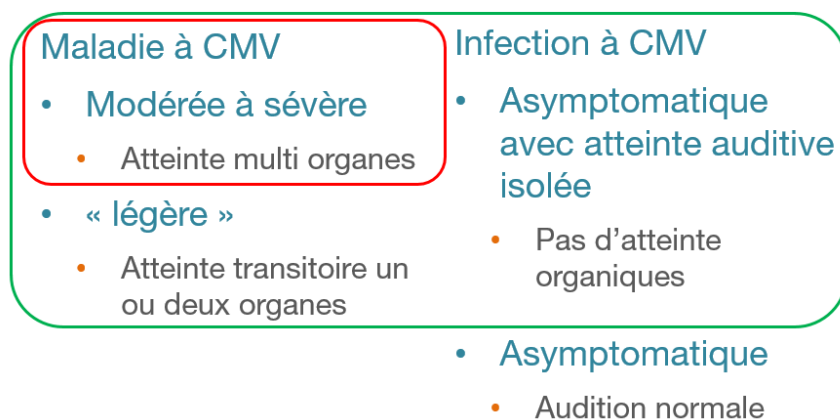 Maladie à CMV
• Modérée à sévère
• Atteinte multi organes
• « légère »
• Atteinte transitoire un
ou deux organes
Infection à CMV
• Asymptomatique
avec atteinte auditive
isolée
• Pas d’atteinte
organiques
• Asymptomatique
• Audition normale